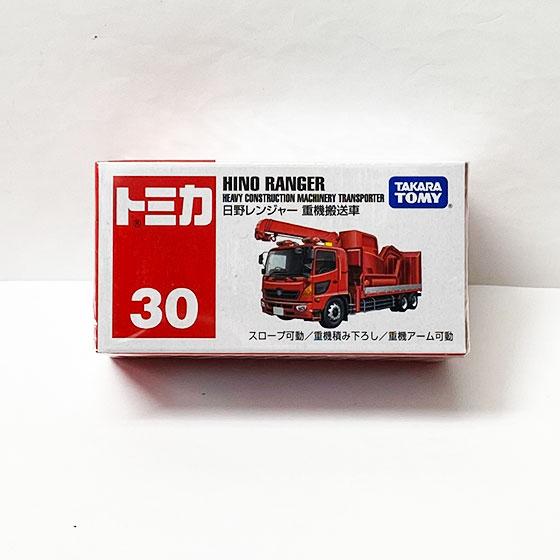 トミカ
®
30
HINO RANGER
HEAVY CONSTRUCTION MACHINERY TRANSPORTER
日野レンジャー 重機搬送車
TAKARA
TOMY
®
スロープ可動／重機積み下ろし／重機アーム可動